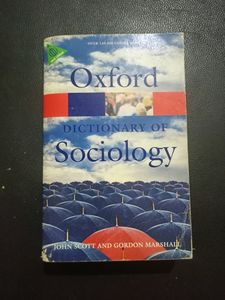 Oxford
DICTIONARY OF
Sociology
JOHN SCOTT AND GORDON MARSHALL